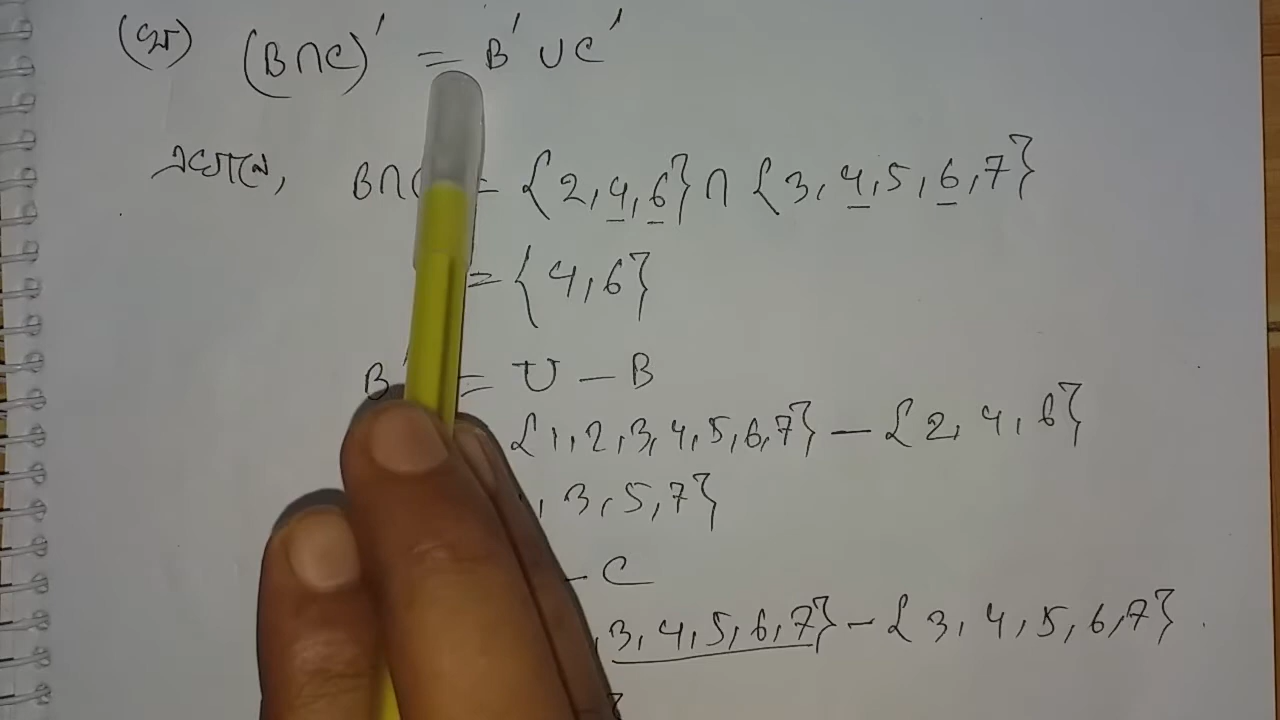 (খ) (B∩C)' = B' ∪ C'
এখানে, B∩C = {2, 4, 6} ∩ {3, 4, 5, 6, 7}
= {4, 6}
B' = U - B
{1, 2, 3, 4, 5, 6, 7} - {2, 4, 6}
, 3, 5, 7}
- C
, 3, 4, 5, 6, 7} - {3, 4, 5, 6, 7}